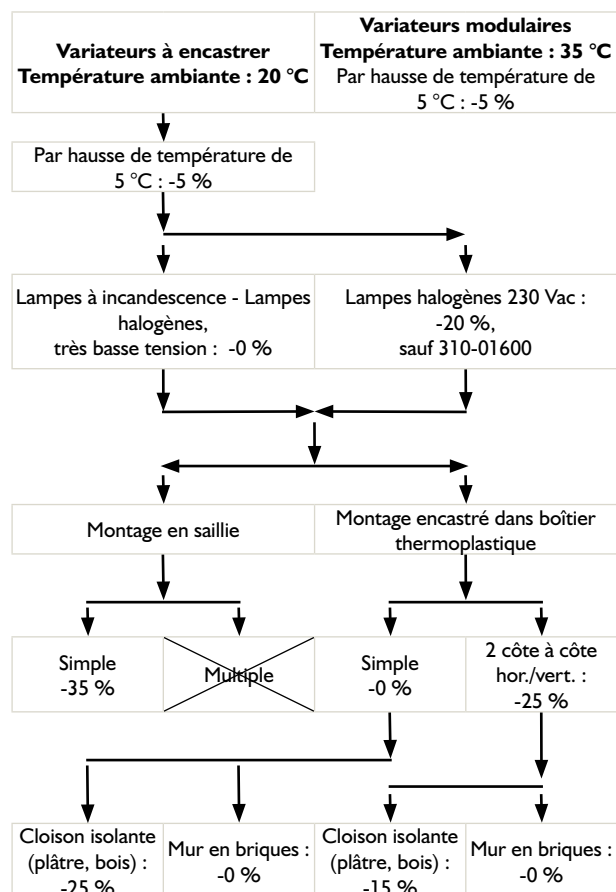 Variateurs à encastrer
Température ambiante : 20 °C
Variateurs modulaires
Température ambiante : 35 °C
Par hausse de température de
5 °C : -5 %
Par hausse de température de
5 °C : -5 %
Lampes à incandescence - Lampes
halogènes,
très basse tension : -0 %
Lampes halogènes 230 Vac :
-20 %,
sauf 310-01600
Montage en saillie
Montage encastré dans boîtier
thermoplastique
Simple
-35 %
Multiple
Simple
-0 %
2 côte à côte
hor./vert. :
-25 %
Cloison isolante
(plâtre, bois) :
-25 %
Mur en briques :
-0 %
Cloison isolante
(plâtre, bois) :
-15 %
Mur en briques :
-0 %